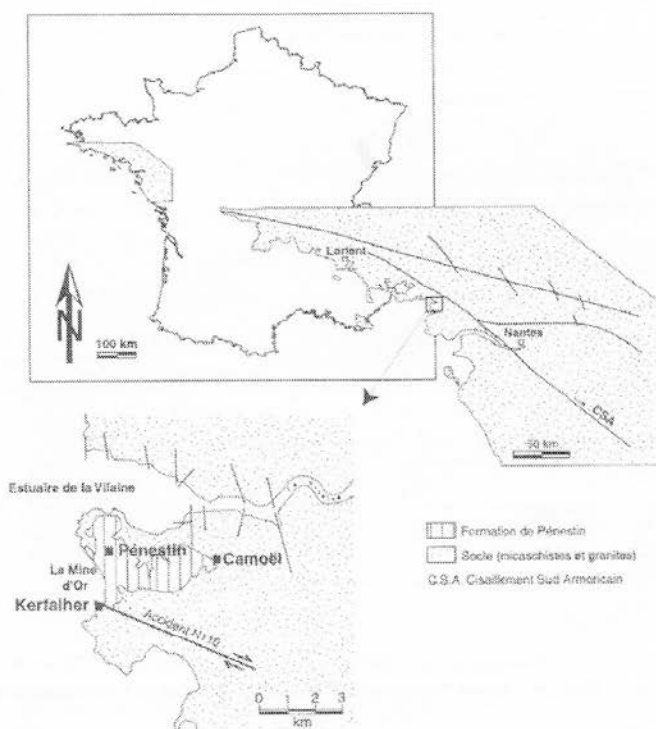 N
100 km
Lorient
Nantes
CSA
50 km
Estuaire de la Vilaine
Pénestin
Camoël
La Mine
d'Or
Kerfalher
Accident N110
0 1 2 3
km
Formation de Pénestin
Socle (micaschistes et granites)
C.S.A. Cisaillement Sud Armoricain